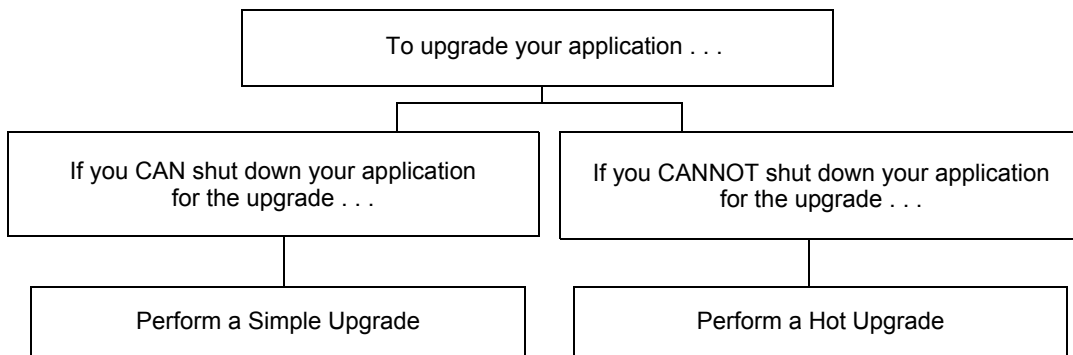 To upgrade your application . . .
If you CAN shut down your application
for the upgrade . . .
If you CANNOT shut down your application
for the upgrade . . .
Perform a Simple Upgrade
Perform a Hot Upgrade